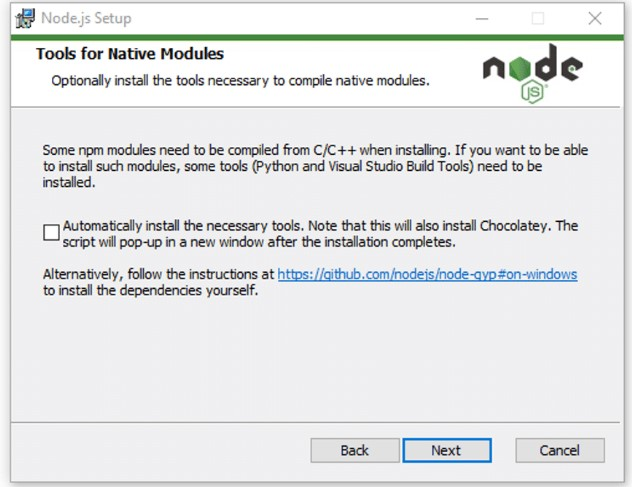 Node.js Setup
Tools for Native Modules
Optionally install the tools necessary to compile native modules.
node
JS
Some npm modules need to be compiled from C/C++ when installing. If you want to be able
to install such modules, some tools (Python and Visual Studio Build Tools) need to be
installed.
Automatically install the necessary tools. Note that this will also install Chocolatey. The
script will pop-up in a new window after the installation completes.
Alternatively, follow the instructions at https://github.com/nodejs/node-gyp#on-windows
to install the dependencies yourself.
Back Next Cancel